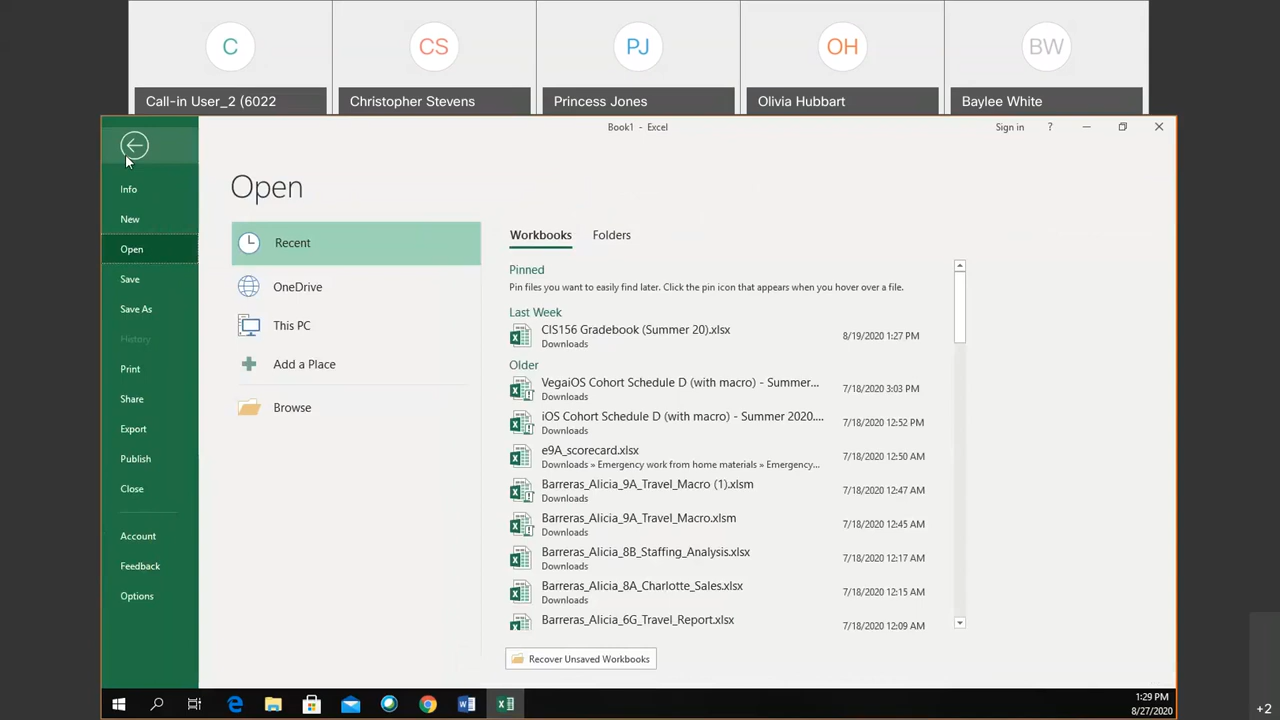 C
CS
PJ
OH
BW
Call-in User_2 (6022
Christopher Stevens
Princess Jones
Olivia Hubbart
Baylee White
Book1 - Excel
Sign in
?
Info
New
Open
Save
Save As
History
Print
Share
Export
Publish
Close
Account
Feedback
Options
Open
Recent
OneDrive
This PC
Add a Place
Browse
Workbooks
Folders
Pinned
Pin files you want to easily find later. Click the pin icon that appears when you hover over a file.
Last Week
CIS156 Gradebook (Summer 20).xlsx
8/19/2020 1:27 PM
Downloads
Older
VegaiOS Cohort Schedule D (with macro) - Summer...
7/18/2020 3:03 PM
Downloads
iOS Cohort Schedule D (with macro) - Summer 2020....
7/18/2020 12:52 PM
Downloads
e9A_scorecard.xlsx
7/18/2020 12:50 AM
Downloads » Emergency work from home materials » Emergency...
Barreras_Alicia_9A_Travel_Macro (1).xlsm
7/18/2020 12:47 AM
Downloads
Barreras_Alicia_9A_Travel_Macro.xlsm
7/18/2020 12:45 AM
Downloads
Barreras_Alicia_8B_Staffing_Analysis.xlsx
7/18/2020 12:17 AM
Downloads
Barreras_Alicia_8A_Charlotte_Sales.xlsx
7/18/2020 12:15 AM
Downloads
Barreras_Alicia_6G_Travel_Report.xlsx
7/18/2020 12:09 AM
Recover Unsaved Workbooks
1:29 PM
8/27/2020
+2